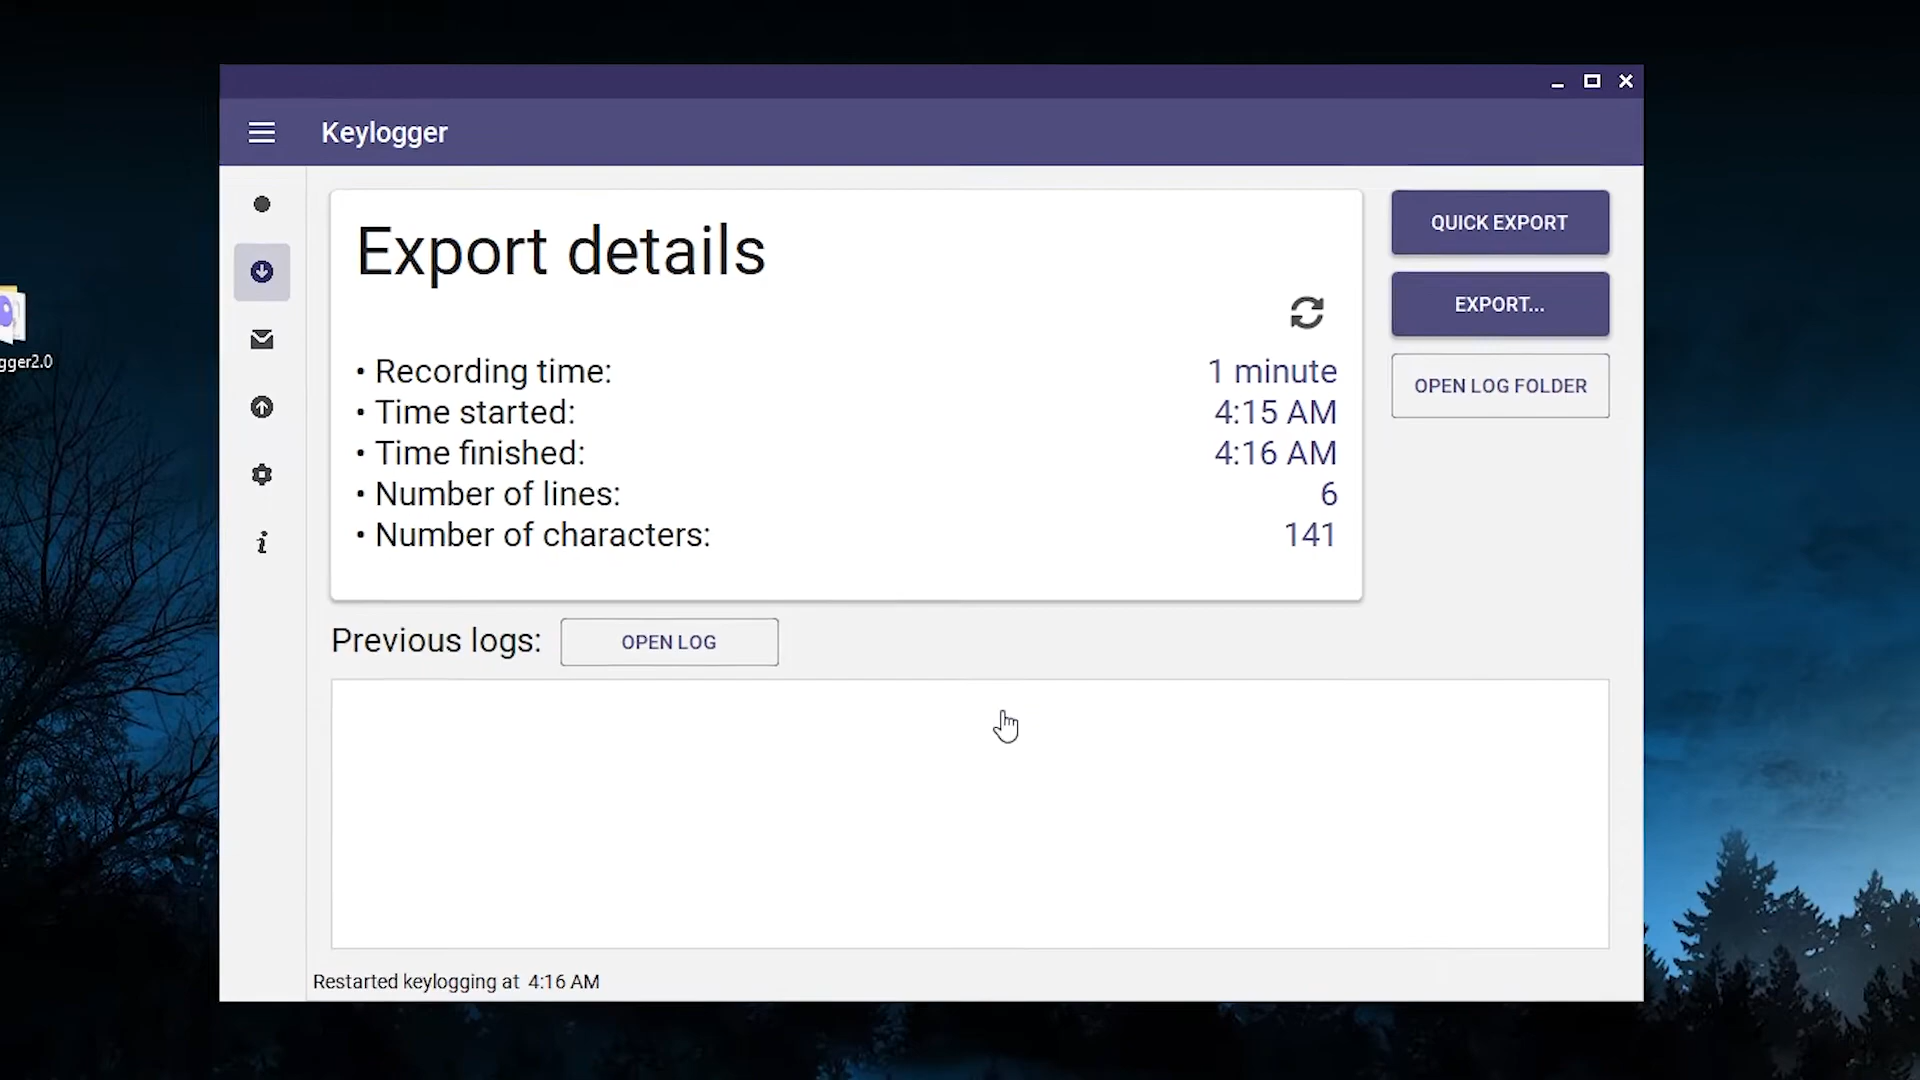 Keylogger
Export details
QUICK EXPORT
EXPORT...
OPEN LOG FOLDER
• Recording time: 1 minute
• Time started: 4:15 AM
• Time finished: 4:16 AM
• Number of lines: 6
• Number of characters: 141
gger2.0
Previous logs: OPEN LOG
Restarted keylogging at 4:16 AM